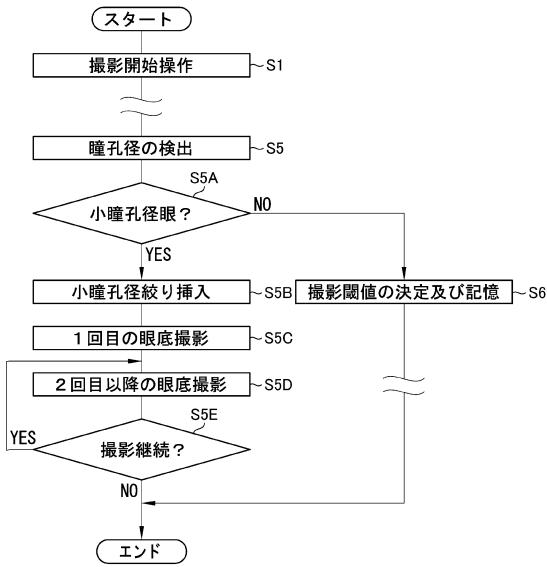 スタート
撮影開始操作
S1
瞳孔径の検出
S5
S5A
小瞳孔径眼？
NO
YES
小瞳孔径絞り挿入
S5B
撮影閾値の決定及び記憶
S6
1回目の眼底撮影
S5C
2回目以降の眼底撮影
S5D
S5E
YES
撮影継続？
NO
エンド